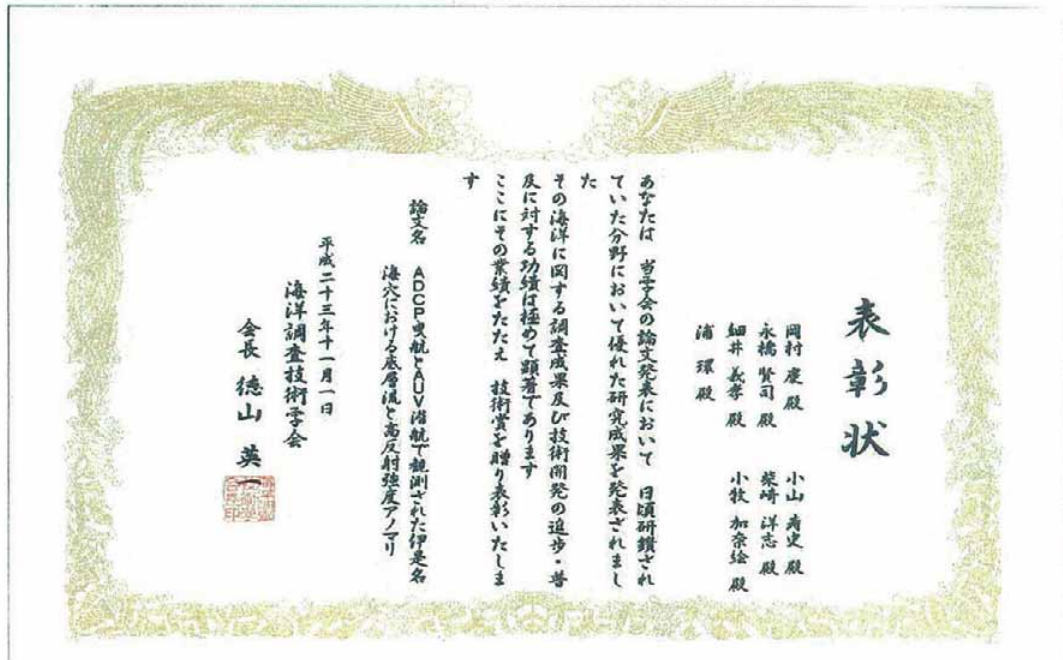 表彰状
岡村 慶 殿　小山 寿史 殿
永橋 賢司 殿　柴崎 洋志 殿
細井 義孝 殿　小牧 加奈絵 殿
浦 環 殿
あなたは 当学会の論文発表において 日頃研鑽され
ていた分野において優れた研究成果を発表されまし
た
その海洋に関する調査成果及び技術開発の進歩・普
及に対する功績は極めて顕著であります
ここにその業績をたたえ 技術賞を贈り表彰いたしま
す
論文名 ADCP曳航とAUV潜航で観測された伊是名
海穴における底層流と高反射強度アノマリ
平成二十三年十一月一日
海洋調査技術学会
会長 徳山 英一